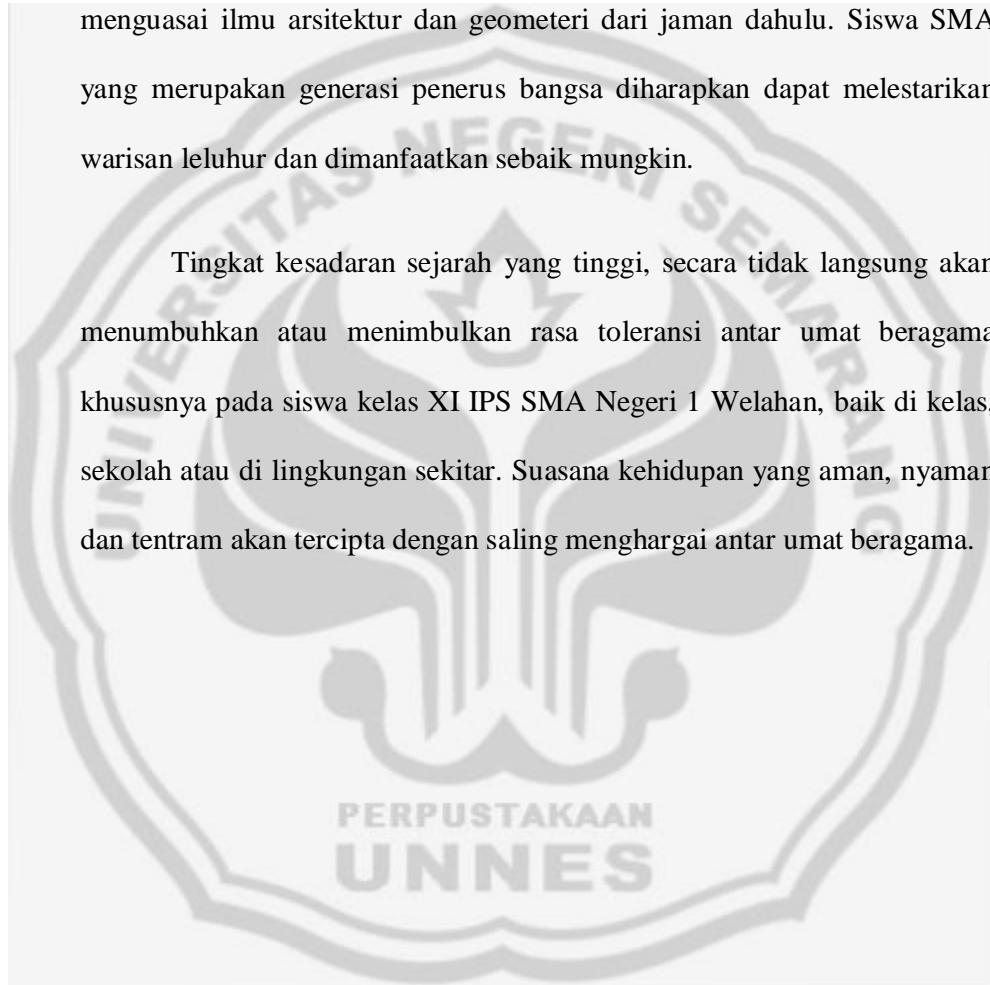 menguasai ilmu arsitektur dan geometeri dari jaman dahulu. Siswa SMA
yang merupakan generasi penerus bangsa diharapkan dapat melestarikan
warisan leluhur dan dimanfaatkan sebaik mungkin.
Tingkat kesadaran sejarah yang tinggi, secara tidak langsung akan
menumbuhkan atau menimbulkan rasa toleransi antar umat beragama
khususnya pada siswa kelas XI IPS SMA Negeri 1 Welahan, baik di kelas,
sekolah atau di lingkungan sekitar. Suasana kehidupan yang aman, nyaman
dan tentram akan tercipta dengan saling menghargai antar umat beragama.
UNIVERSITAS NEGERI SEMARANG
PERPUSTAKAAN
UNNES